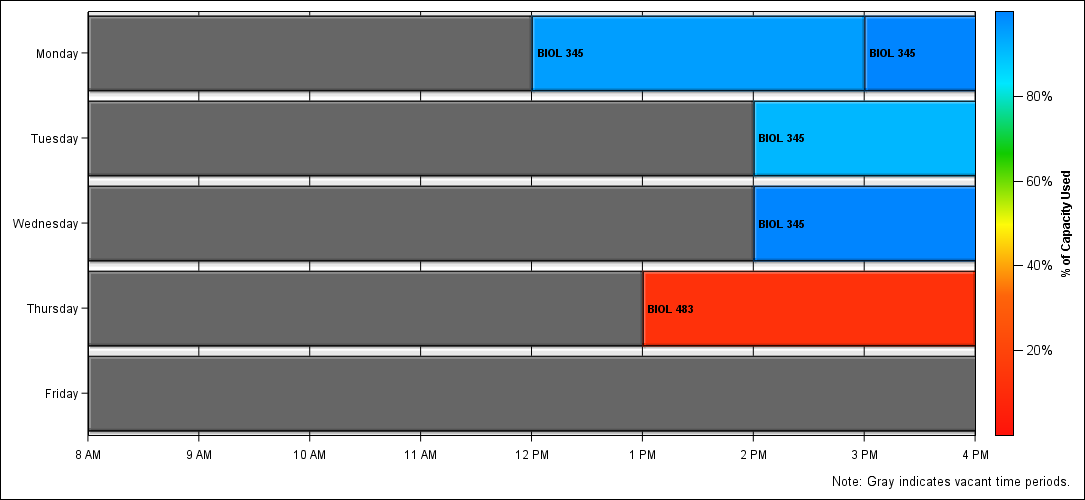 Monday
BIOL 345
BIOL 345
Tuesday
BIOL 345
Wednesday
BIOL 345
Thursday
BIOL 483
Friday
8 AM 9 AM 10 AM 11 AM 12 PM 1 PM 2 PM 3 PM 4 PM
80%
60%
40%
20%
% of Capacity Used
Note: Gray indicates vacant time periods.